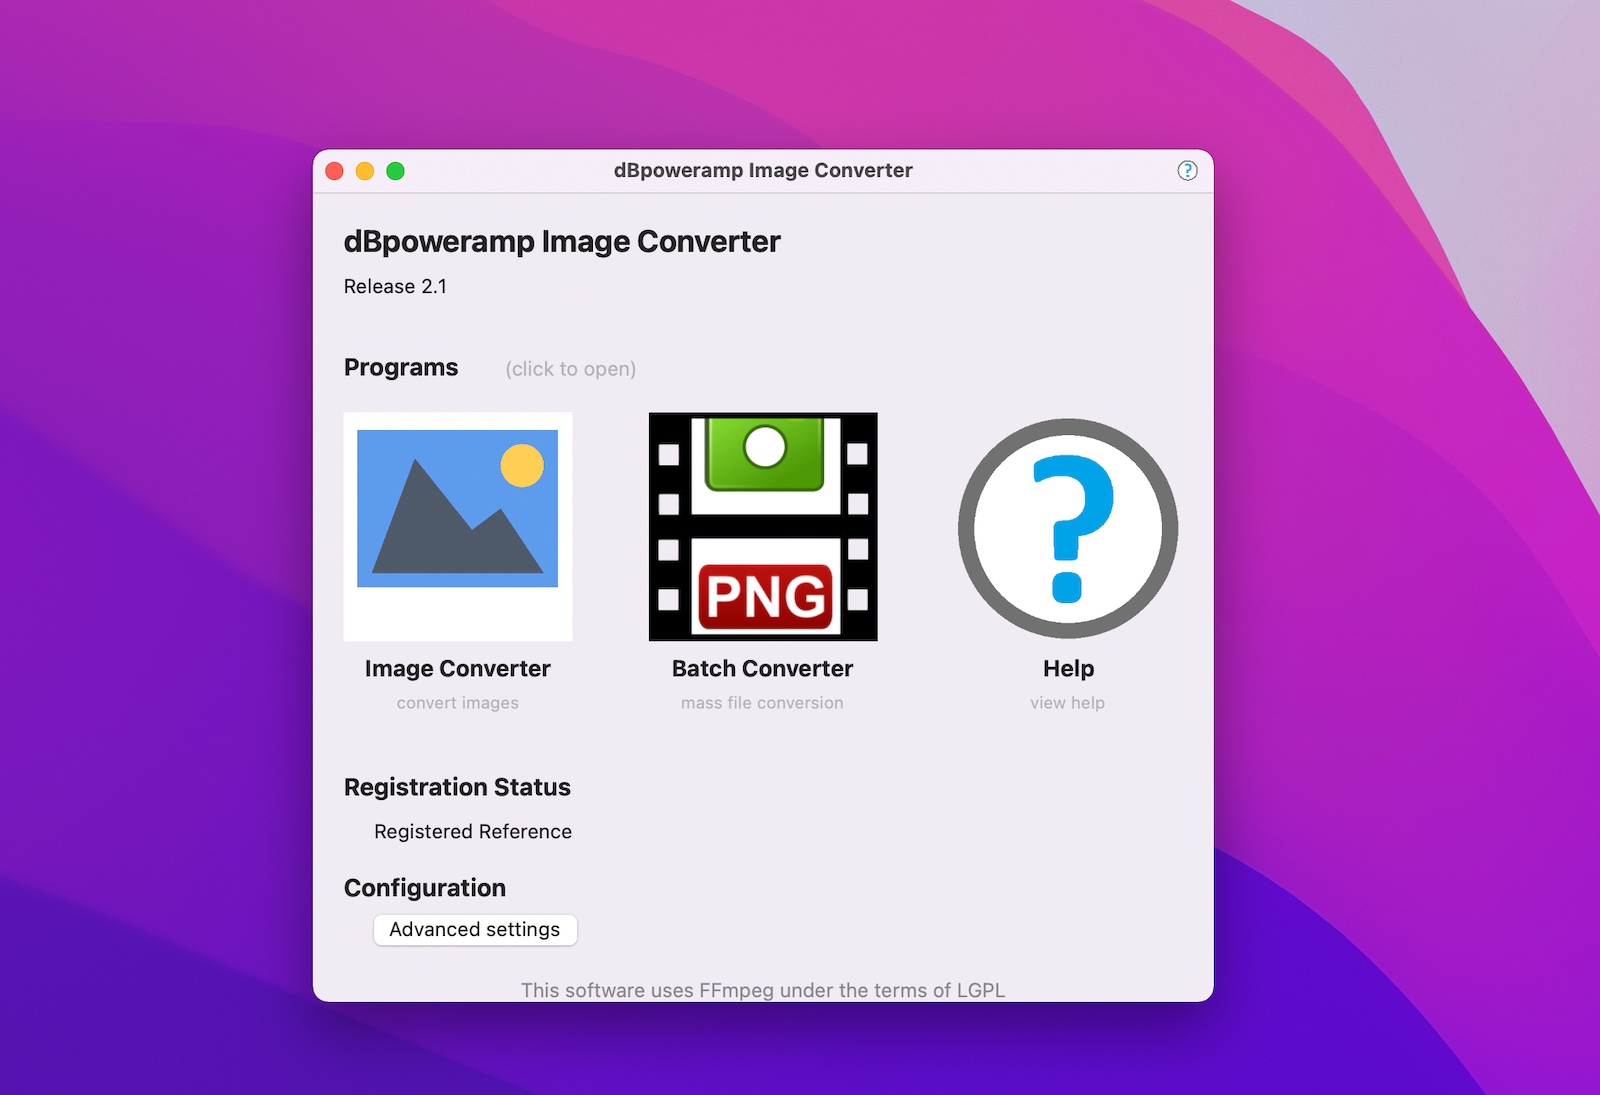 dBpoweramp Image Converter
?
dBpoweramp Image Converter
Release 2.1
Programs (click to open)
PNG
?
Image Converter
convert images
Batch Converter
mass file conversion
Help
view help
Registration Status
Registered Reference
Configuration
Advanced settings
This software uses FFmpeg under the terms of LGPL